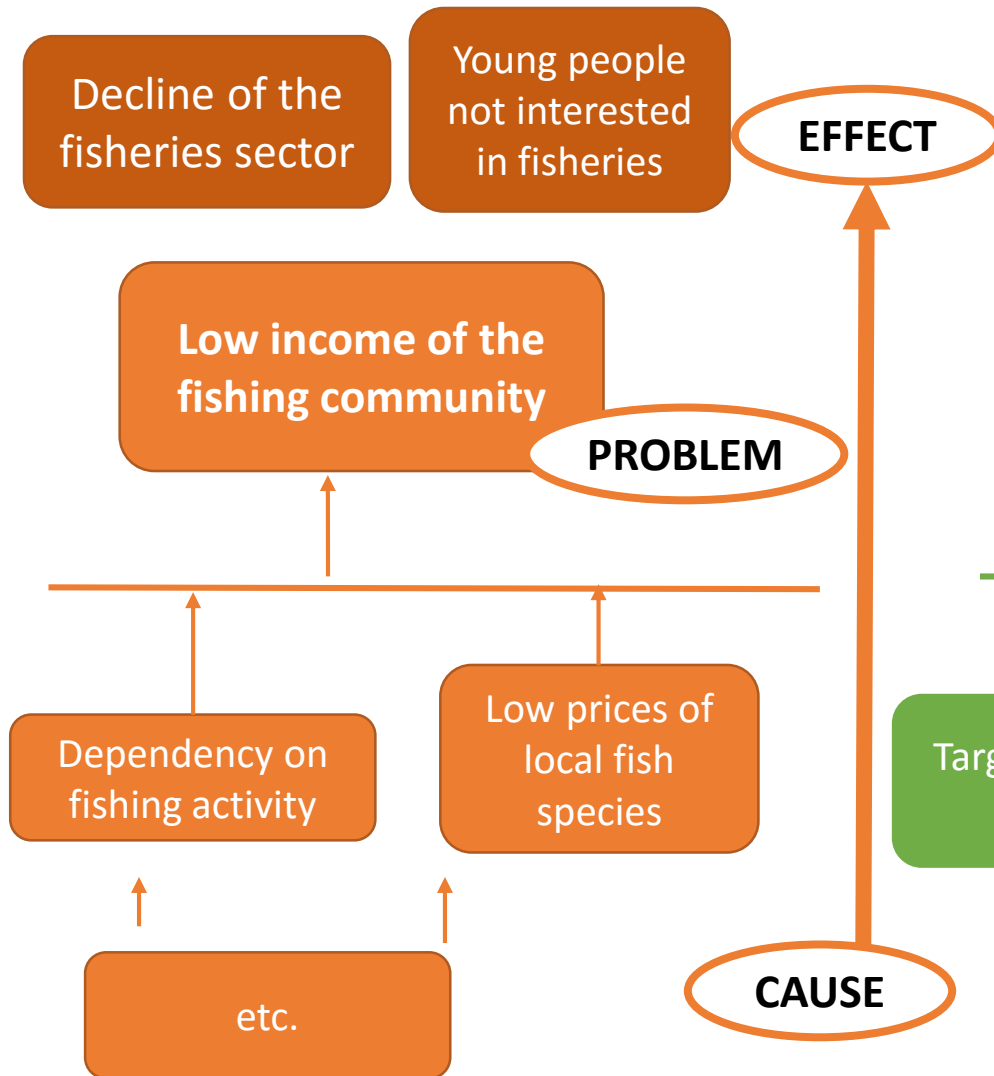 Decline of the
fisheries sector
Young people
not interested
in fisheries
EFFECT
Low income of the
fishing community
PROBLEM
Dependency on
fishing activity
Low prices of
local fish
species
etc.
CAUSE